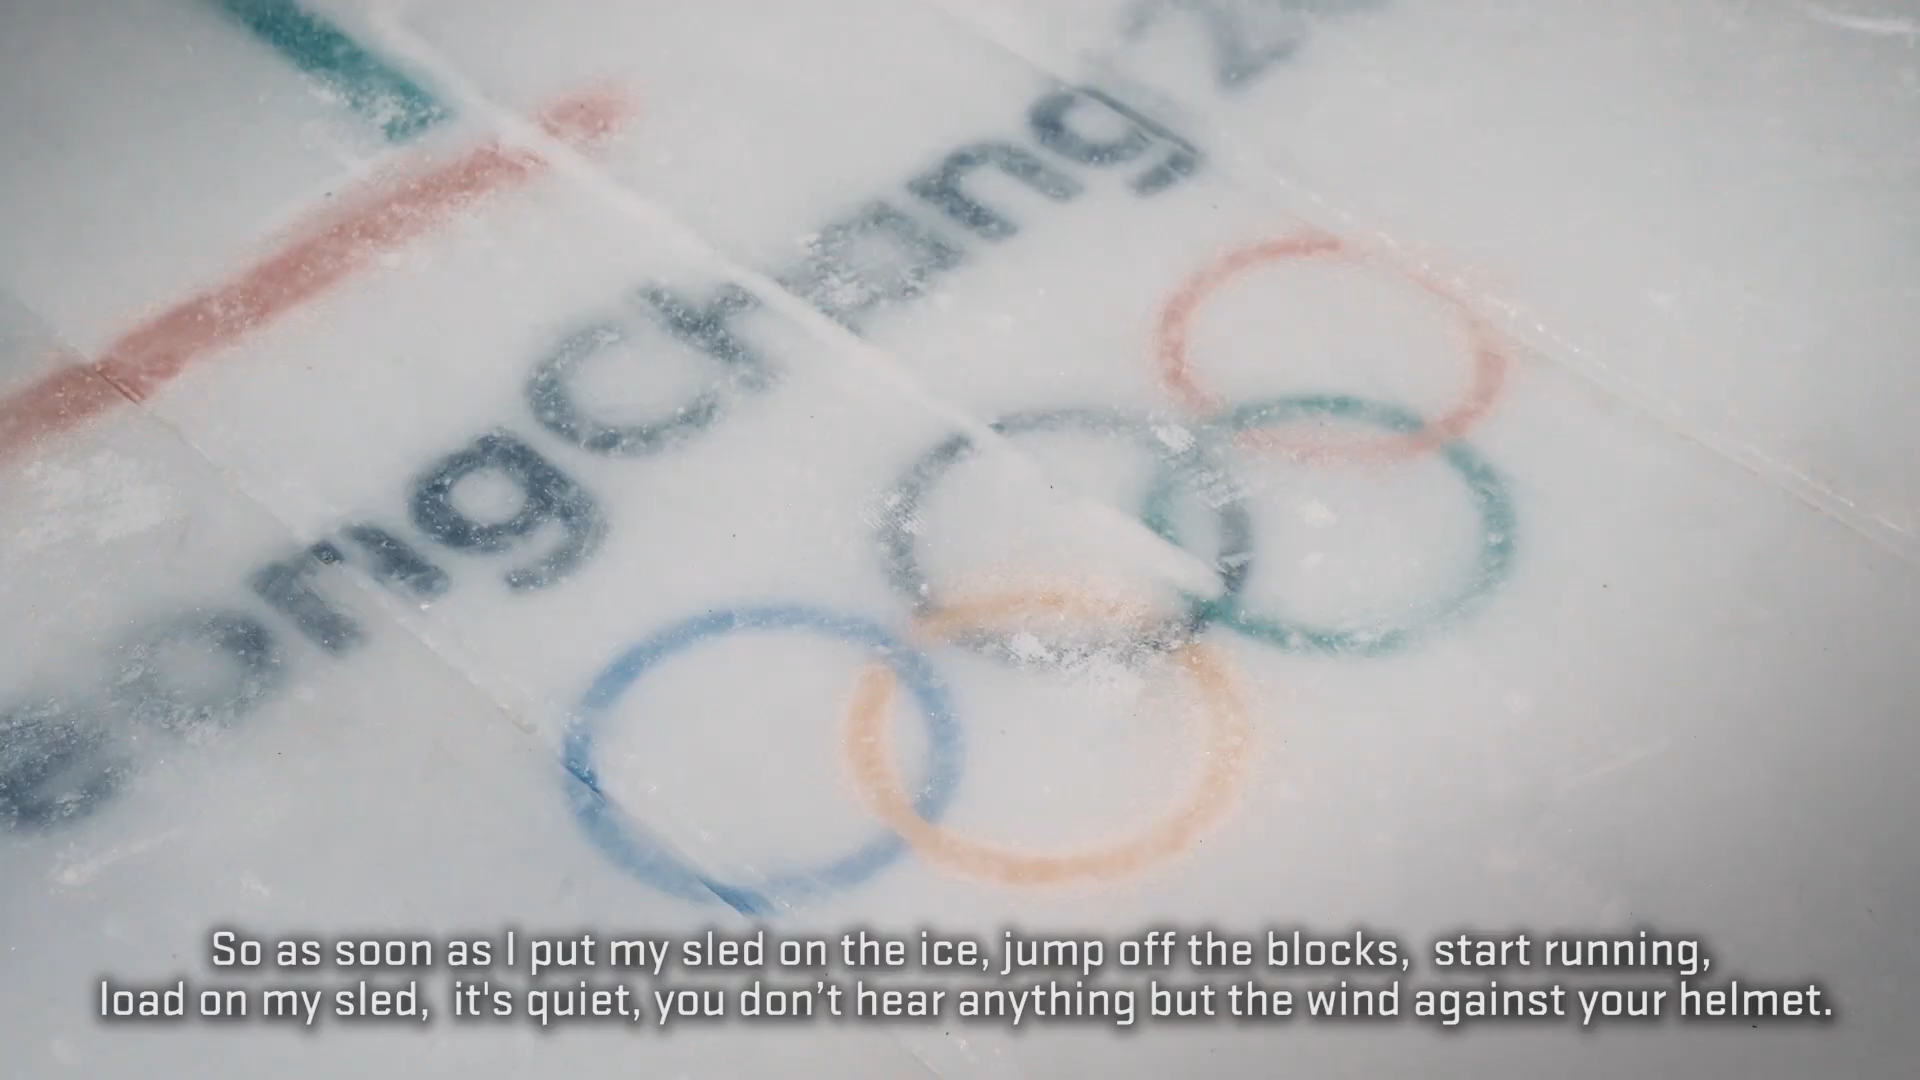 eongChang2
So as soon as I put my sled on the ice, jump off the blocks, start running,
load on my sled, it's quiet, you don’t hear anything but the wind against your helmet.